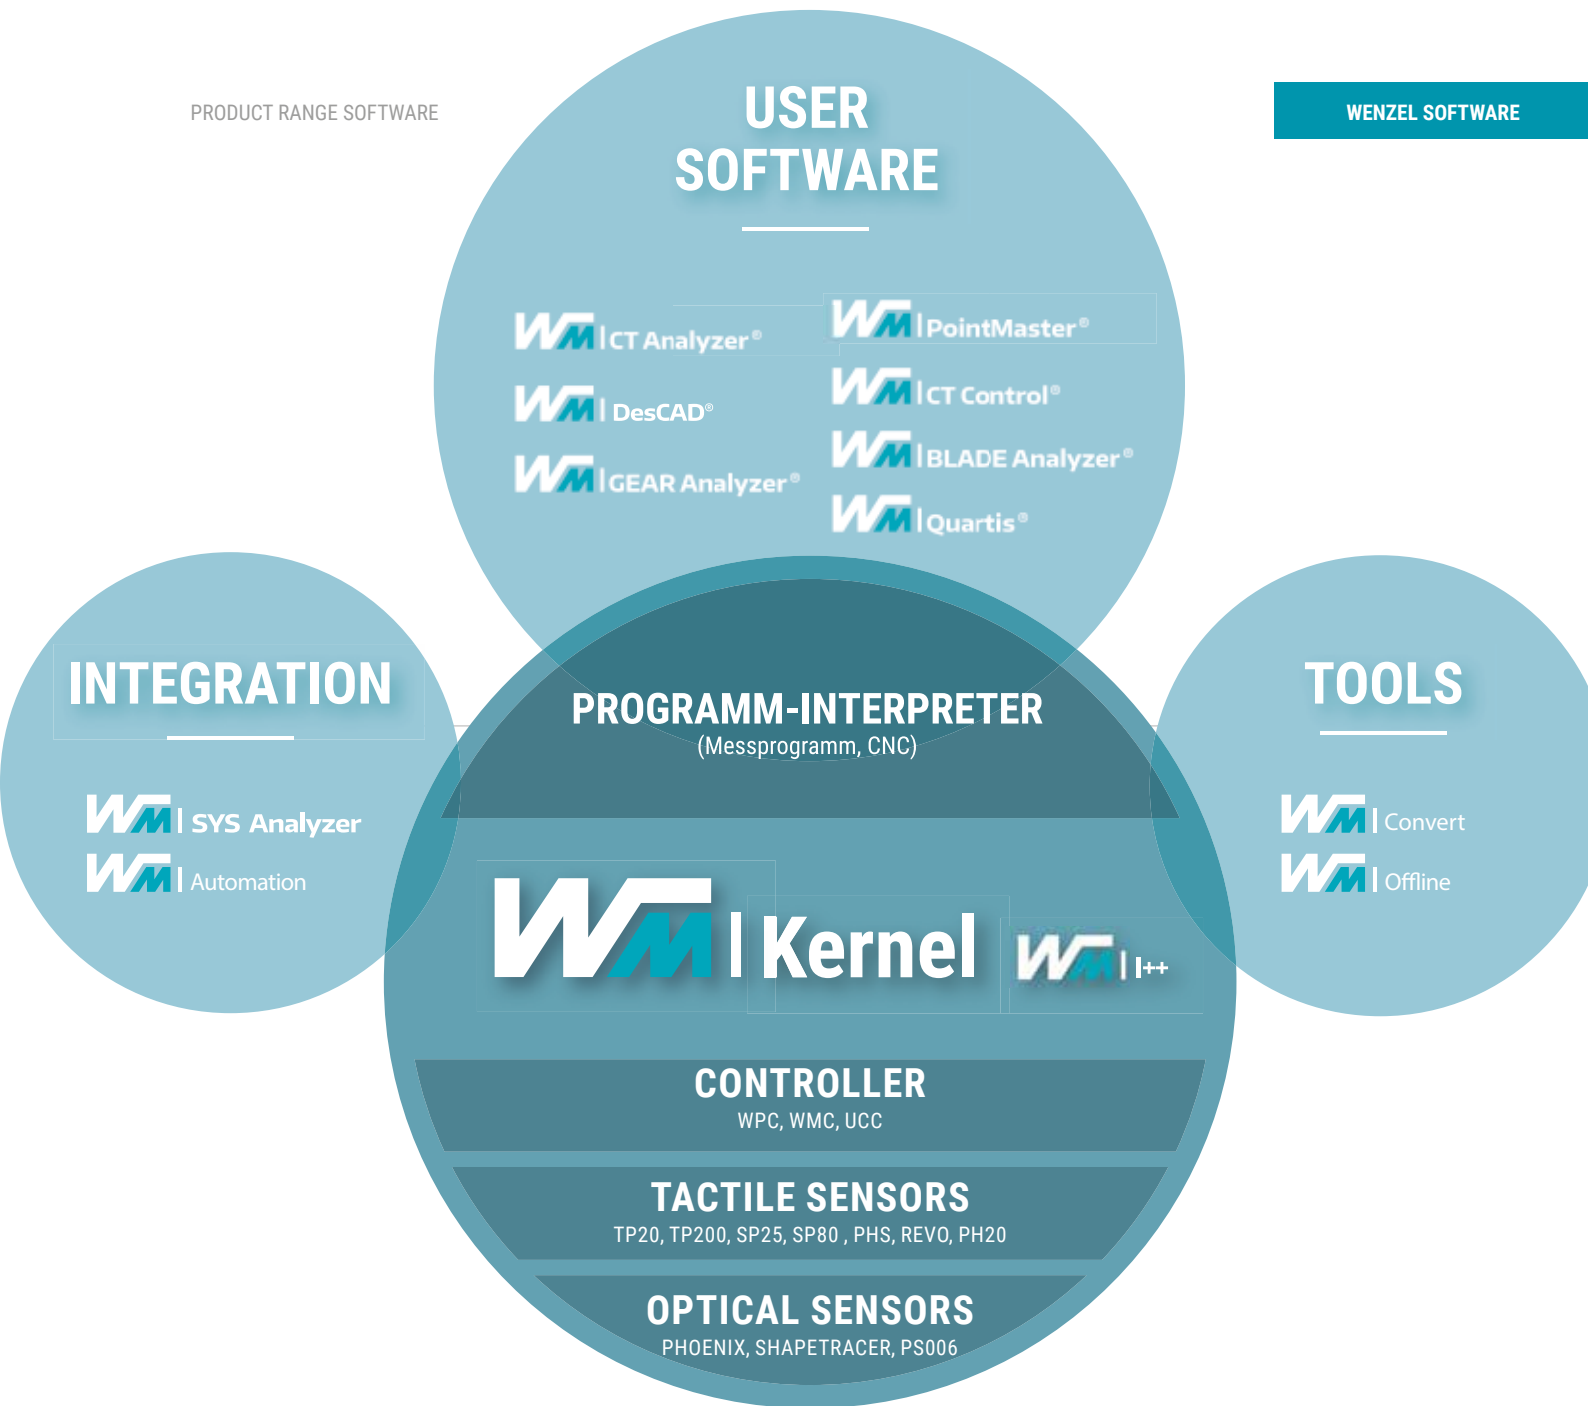 PRODUCT RANGE SOFTWARE
WENZEL SOFTWARE
USER
SOFTWARE
WM | CT Analyzer®
WM | PointMaster®
WM | DesCAD®
WM | CT Control®
WM | GEAR Analyzer®
WM | BLADE Analyzer®
WM | Quartis®
INTEGRATION
WM | SYS Analyzer
WM | Automation
PROGRAMM-INTERPRETER
(Messprogramm, CNC)
TOOLS
WM | Convert
WM | Offline
WM | Kernel
WM | I++
CONTROLLER
WPC, WMC, UCC
TACTILE SENSORS
TP20, TP200, SP25, SP80 , PHS, REVO, PH20
OPTICAL SENSORS
PHOENIX, SHAPETRACER, PS006